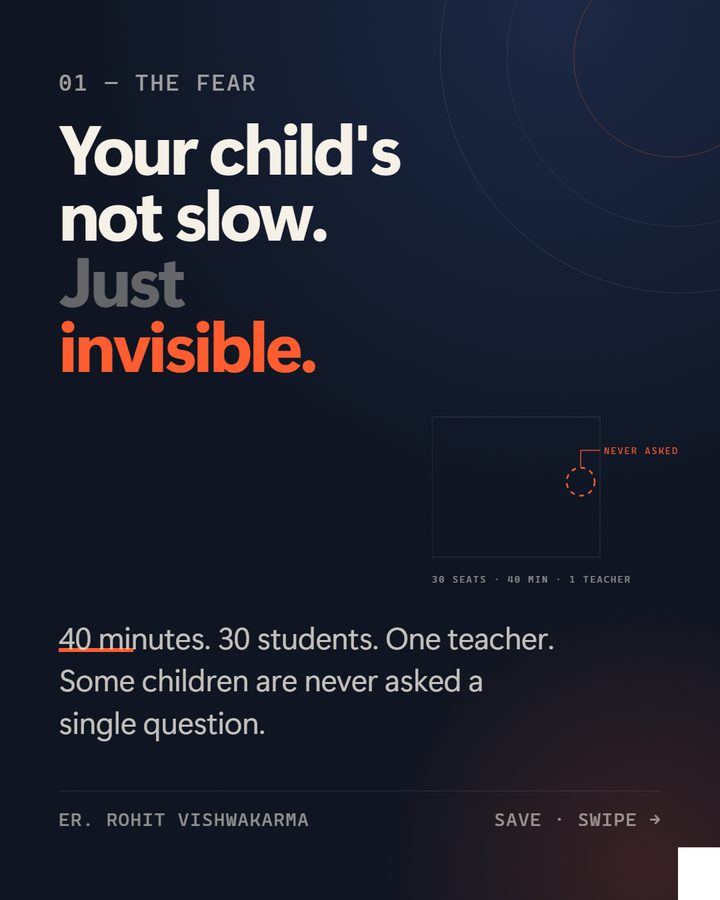 01 — THE FEAR
Your child's
not slow.
Just
invisible.
NEVER ASKED
30 SEATS · 40 MIN · 1 TEACHER
40 minutes. 30 students. One teacher.
Some children are never asked a
single question.
ER. ROHIT VISHWAKARMA
SAVE · SWIPE →